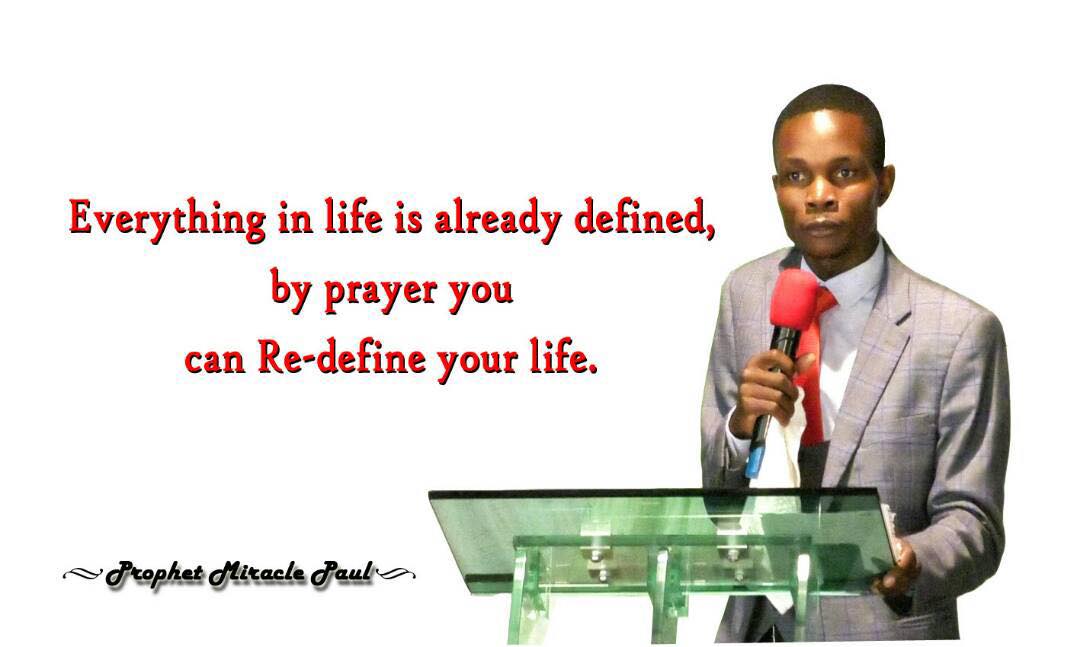 Everything in life is already defined,
by prayer you
can Re-define your life.
Prophet Miracle Paul